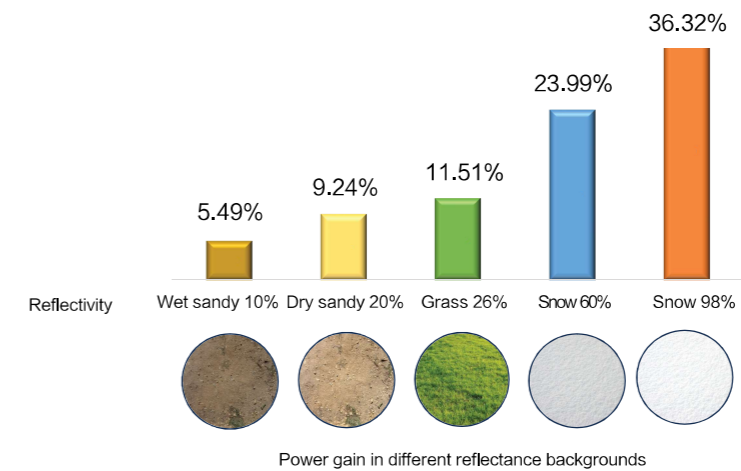 36.32%
23.99%
11.51%
9.24%
5.49%
Reflectivity Wet sandy 10% Dry sandy 20% Grass 26% Snow 60% Snow 98%
Power gain in different reflectance backgrounds